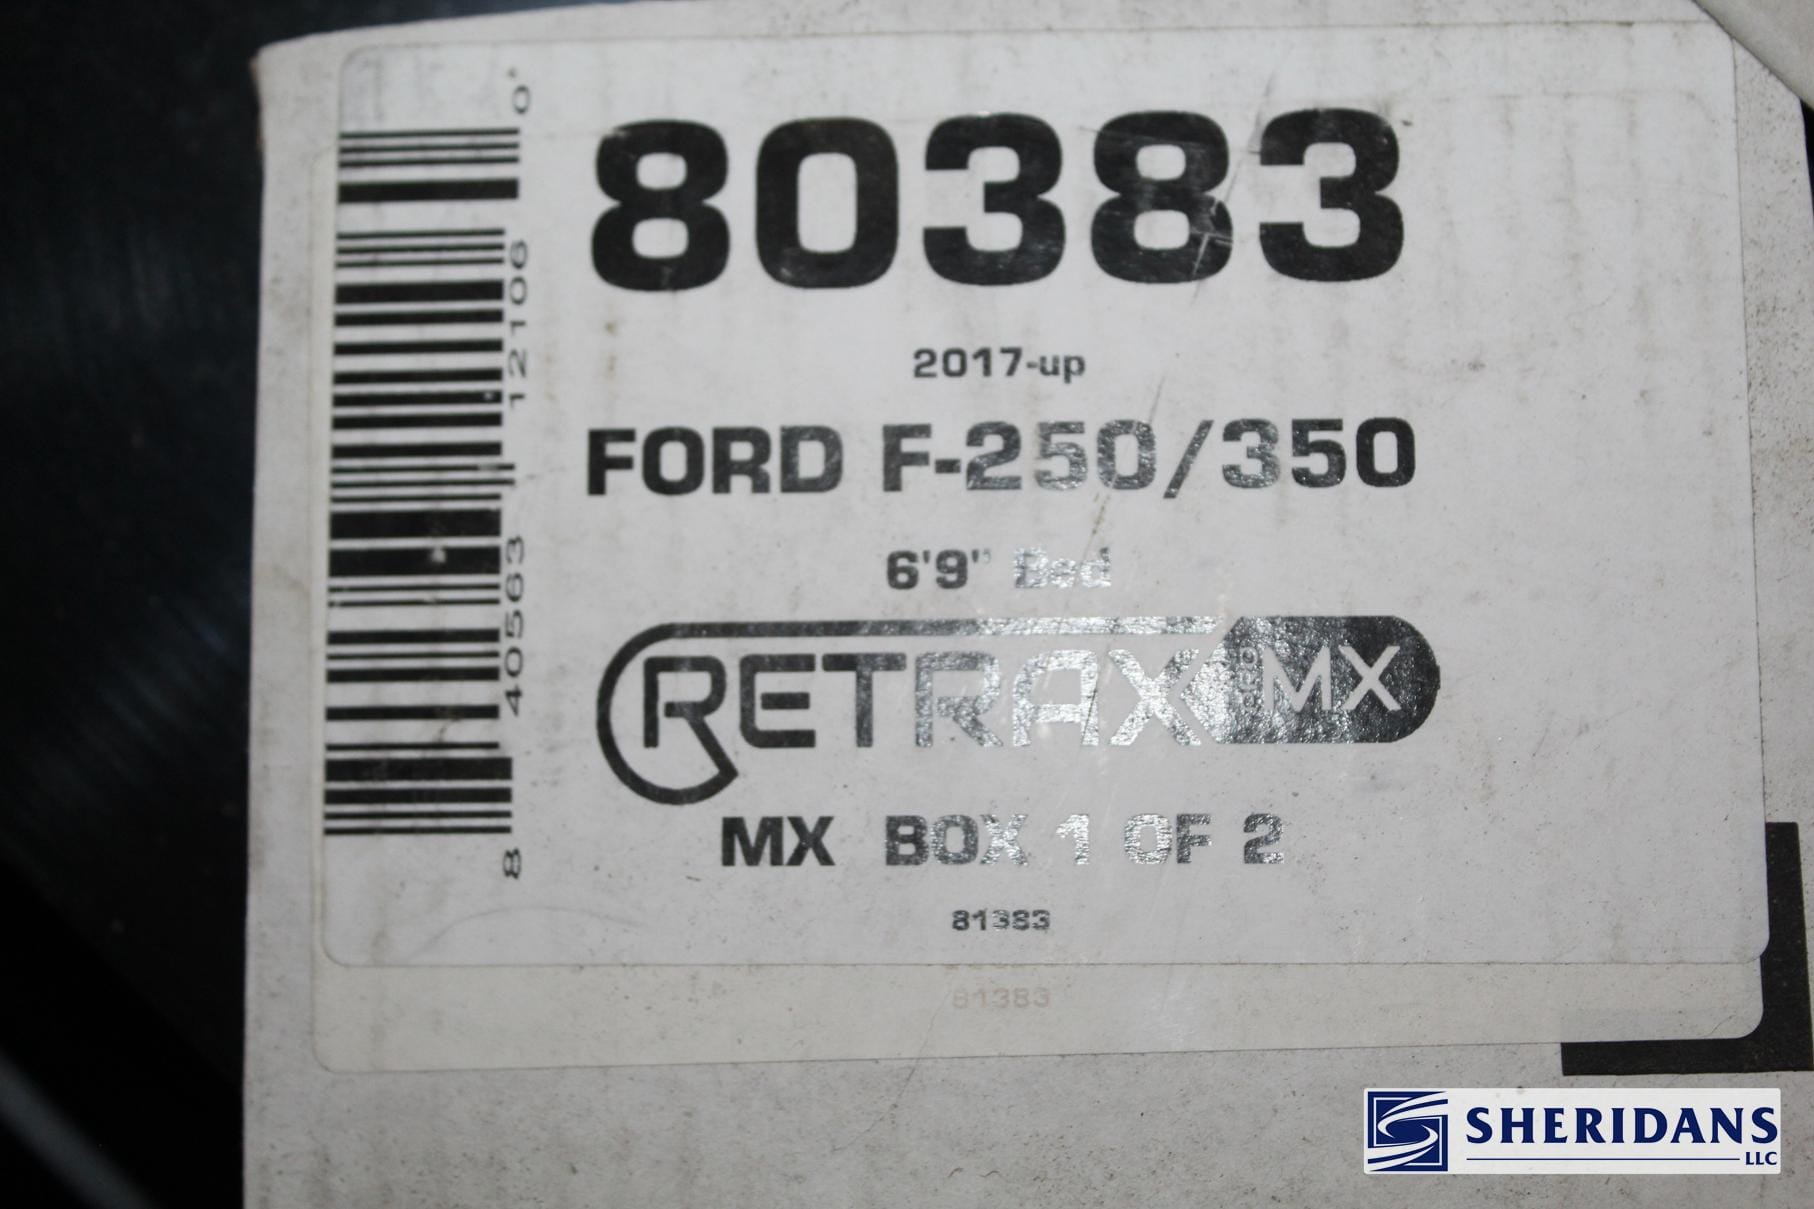 80383
2017-up
FORD F-250/350
6'9" Bed
RETRAX PRO MX
MX BOX 1 OF 2
81383
81383
8 40563 12106 0
SHERIDANS
LLC